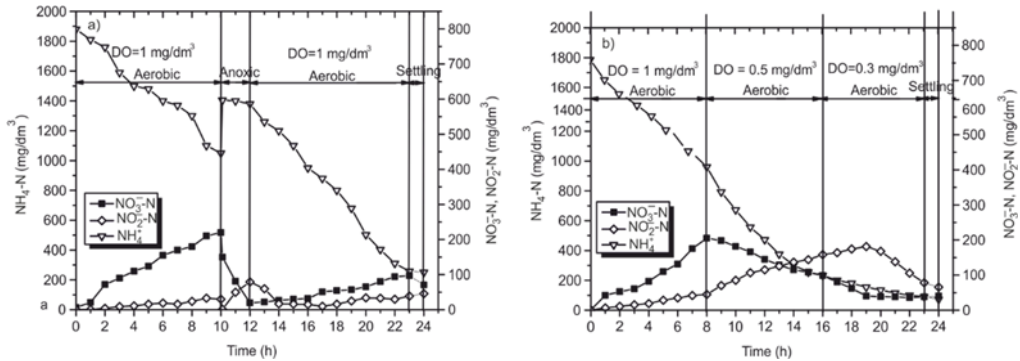 a)
2000
1800
1600
1400
1200
1000
800
600
400
200
0
a
NH₄-N (mg/dm³)
DO=1 mg/dm³
Aerobic
Anoxic
DO=1 mg/dm³
Aerobic
Settling
NO₃⁻-N
NO₂⁻-N
NH₄⁺
800
700
600
500
400
300
200
100
0
NO₃⁻-N, NO₂⁻-N (mg/dm³)
0 2 4 6 8 10 12 14 16 18 20 22 24
Time (h)
b)
2000
1800
1600
1400
1200
1000
800
600
400
200
0
NH₄-N (mg/dm³)
DO = 1 mg/dm³
Aerobic
DO = 0.5 mg/dm³
Aerobic
DO=0.3 mg/dm³
Aerobic
Settling
NO₃⁻-N
NO₂⁻-N
NH₄⁺
800
700
600
500
400
300
200
100
0
NO₃⁻-N, NO₂⁻-N (mg/dm³)
0 2 4 6 8 10 12 14 16 18 20 22 24
Time (h)